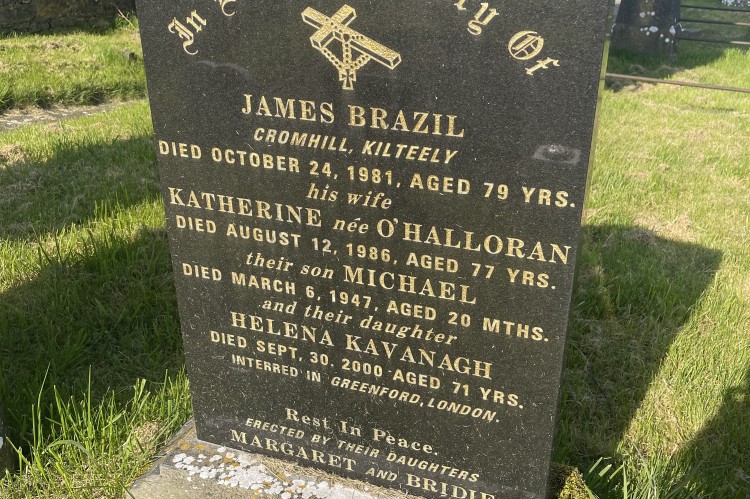 In
Of
JAMES BRAZIL
CROMHILL, KILTEELY
DIED OCTOBER 24, 1981, AGED 79 YRS.
his wife
KATHERINE née O'HALLORAN
DIED AUGUST 12, 1986, AGED 77 YRS.
their son MICHAEL
DIED MARCH 6, 1947, AGED 20 MTHS.
and their daughter
HELENA KAVANAGH
DIED SEPT. 30, 2000 AGED 71 YRS.
INTERRED IN GREENFORD, LONDON.
Rest In Peace.
ERECTED BY THEIR DAUGHTERS
MARGARET AND BRIDIE